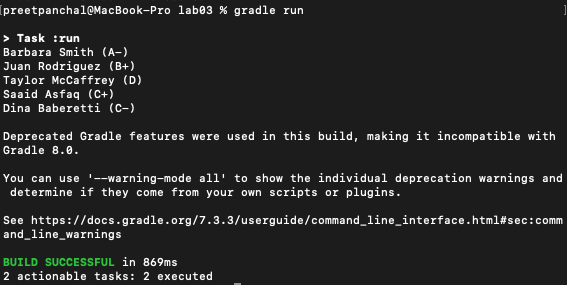 [preetpanchal@MacBook-Pro lab03 % gradle run ]
> Task :run
Barbara Smith (A-)
Juan Rodriguez (B+)
Taylor McCaffrey (D)
Saaid Asfaq (C+)
Dina Baberetti (C-)
Deprecated Gradle features were used in this build, making it incompatible with
Gradle 8.0.
You can use '--warning-mode all' to show the individual deprecation warnings and
determine if they come from your own scripts or plugins.
See https://docs.gradle.org/7.3.3/userguide/command_line_interface.html#sec:comm
and_line_warnings
BUILD SUCCESSFUL in 869ms
2 actionable tasks: 2 executed